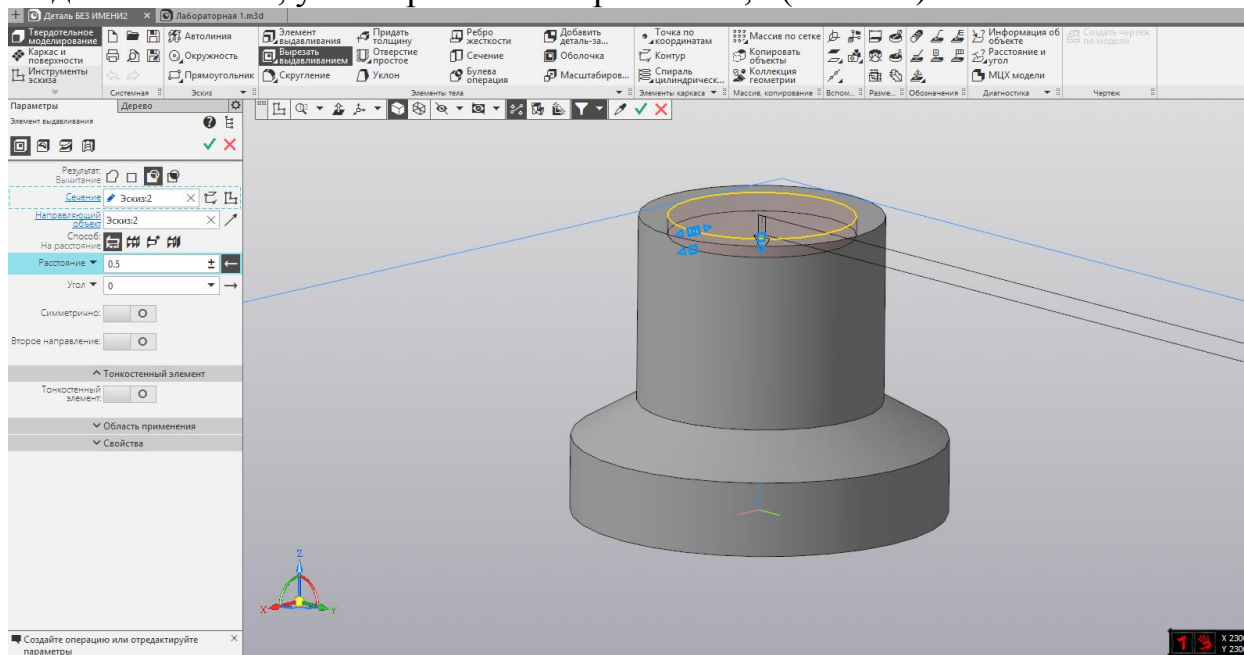 Деталь БЕЗ ИМЕНИ2
Лабораторная 1.m3d
Твердотельное моделирование
Каркас и поверхности
Инструменты эскиза
Системная
Автолиния
Окружность
Прямоугольник
Эскиз
Элемент выдавливания
Вырезать выдавливанием
Скругление
Придать толщину
Отверстие простое
Уклон
Ребро жесткости
Сечение
Булева операция
Добавить деталь-за...
Оболочка
Масштабиров...
Элементы тела
Точка по координатам
Контур
Спираль цилиндрическ...
Элементы каркаса
Массив по сетке
Копировать объекты
Коллекция геометрии
Массив, копирование
Вспом...
Разме...
Обозначения
Информация об объекте
Расстояние и угол
МЦХ модели
Диагностика
Создать чертеж по модели
Чертеж
Параметры
Дерево
Элемент выдавливания
Результат:
Вычитание
Сечение
Эскиз:2
Направляющий объект
Эскиз:2
Способ:
На расстояние
Расстояние
0.5
Угол
0
Симметрично:
Второе направление:
Тонкостенный элемент
Тонкостенный элемент:
Область применения
Свойства
Z
X
Y
Создайте операцию или отредактируйте
параметры
X 2300
Y 2300